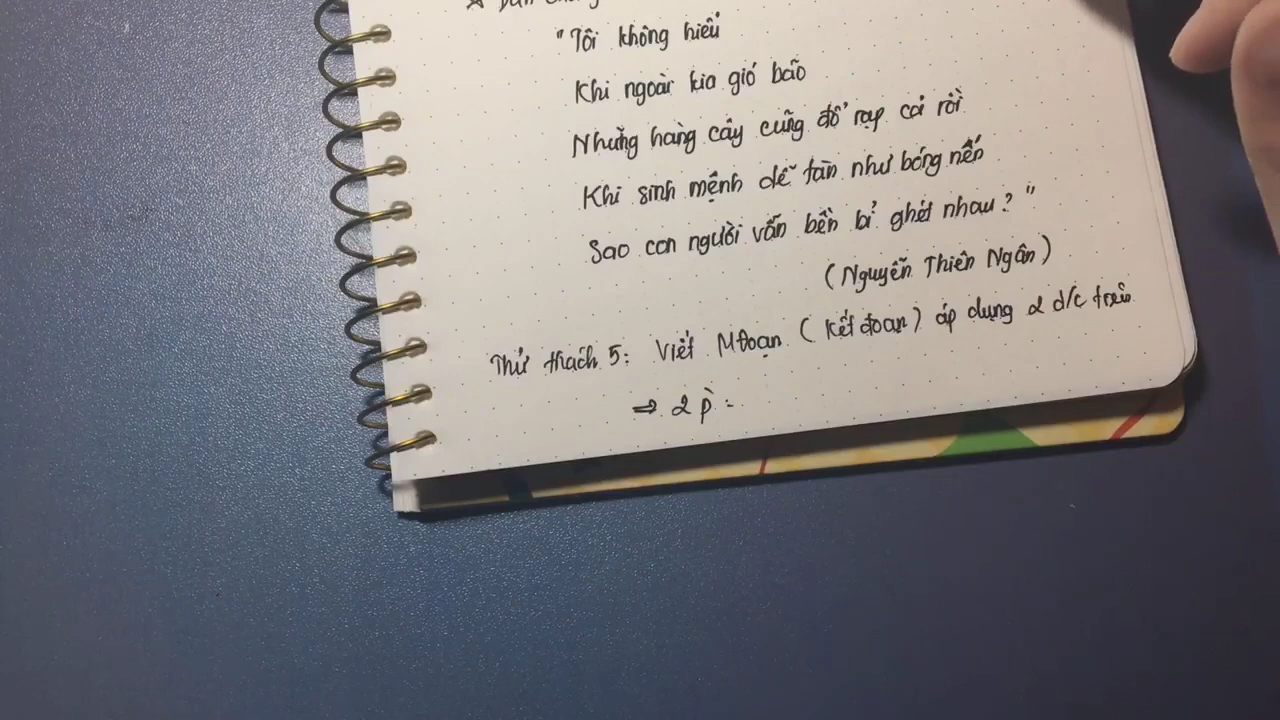 "Tôi không hiểu
Khi ngoài kia gió bão
Những hàng cây cũng đổ rạp cả rồi
Khi sinh mệnh dễ tàn như bóng nến
Sao con người vẫn bền bỉ ghét nhau?"
(Nguyễn Thiên Ngân)
Thử thách 5: Viết Mđoạn (Kết đoạn) áp dụng 2 d/c trên
⇒ 2 p̀ :